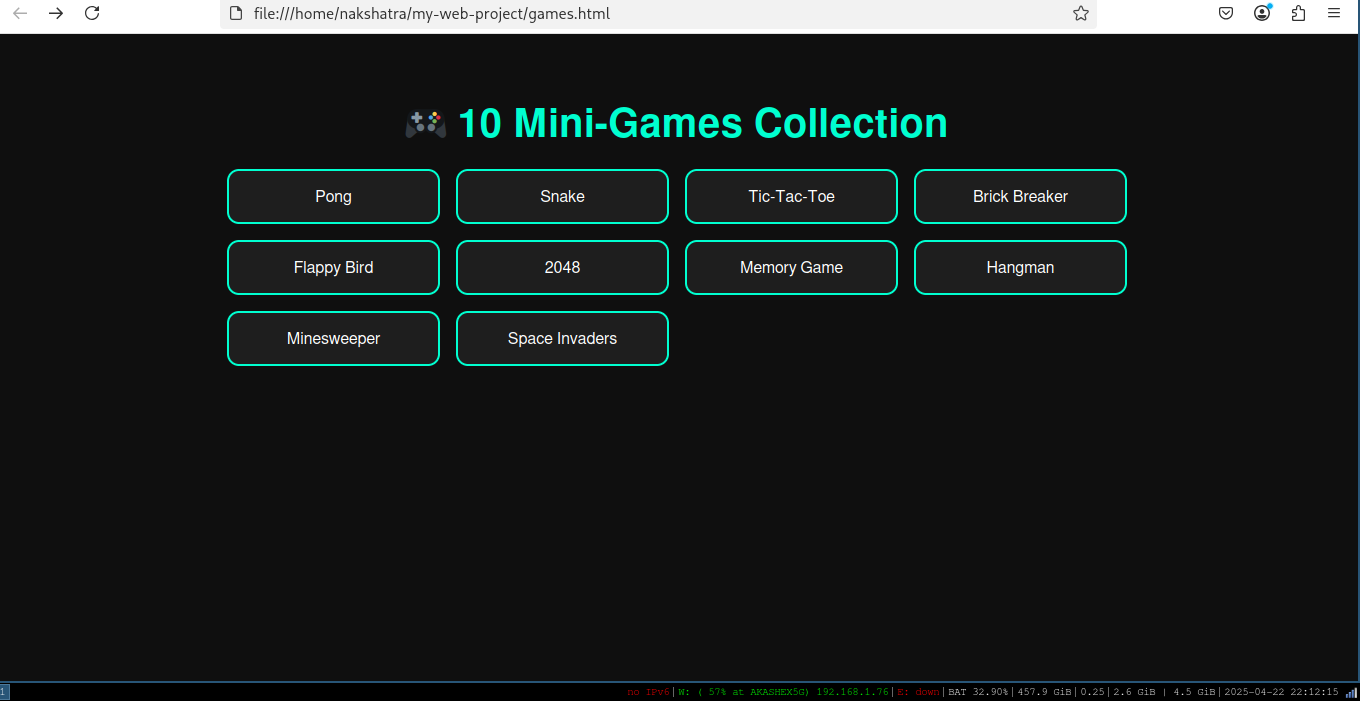 file:///home/nakshatra/my-web-project/games.html
🎮 10 Mini-Games Collection
Pong Snake Tic-Tac-Toe Brick Breaker
Flappy Bird 2048 Memory Game Hangman
Minesweeper Space Invaders
1 no IPv6|W: ( 57% at AKASHEX5G) 192.168.1.76|E: down|BAT 32.90%|457.9 GiB|0.25|2.6 GiB | 4.5 GiB|2025-04-22 22:12:15